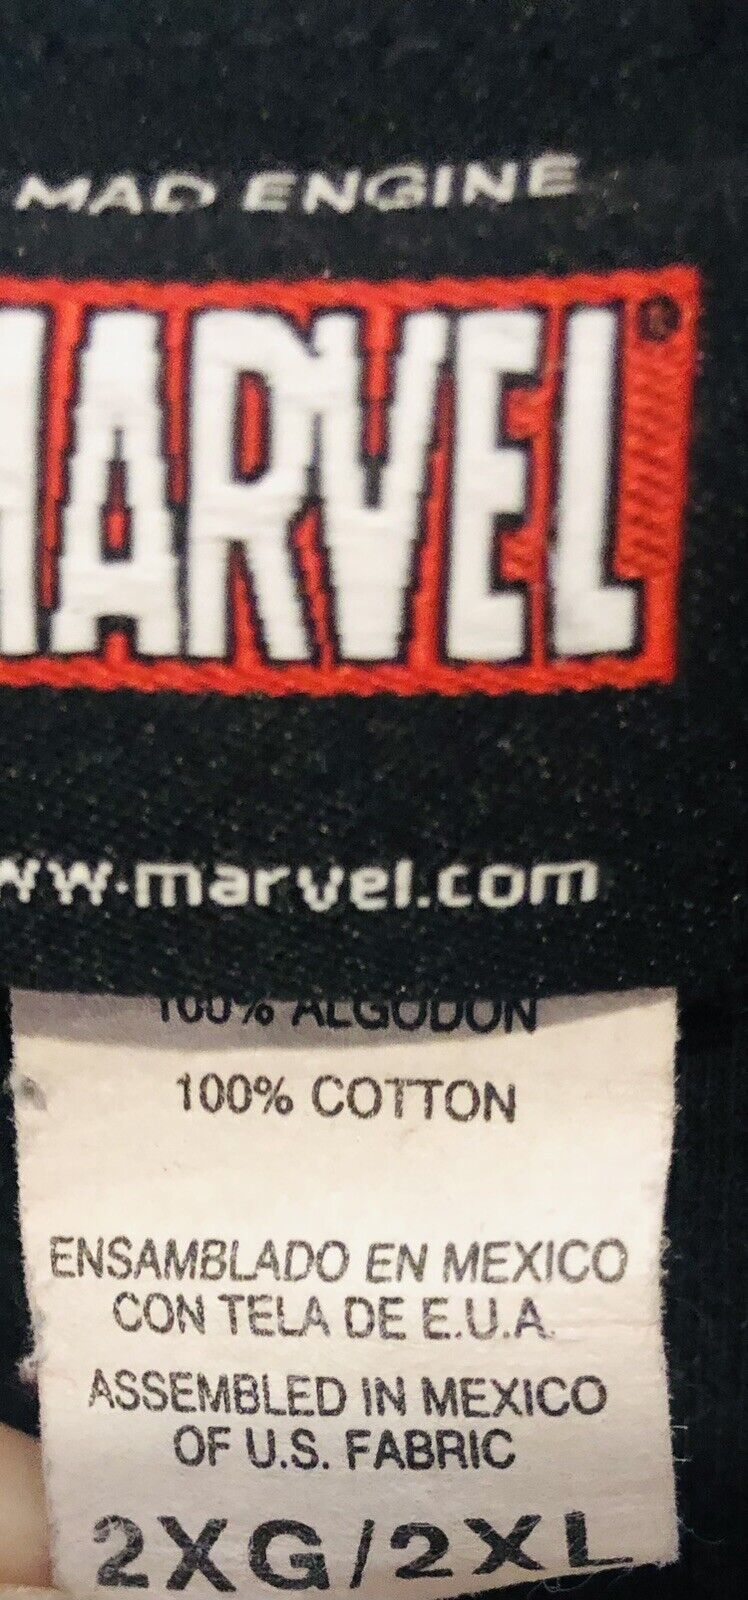 MAD ENGINE
MARVEL®
www.marvel.com
100% ALGODON
100% COTTON
ENSAMBLADO EN MEXICO
CON TELA DE E.U.A.
ASSEMBLED IN MEXICO
OF U.S. FABRIC
2XG/2XL